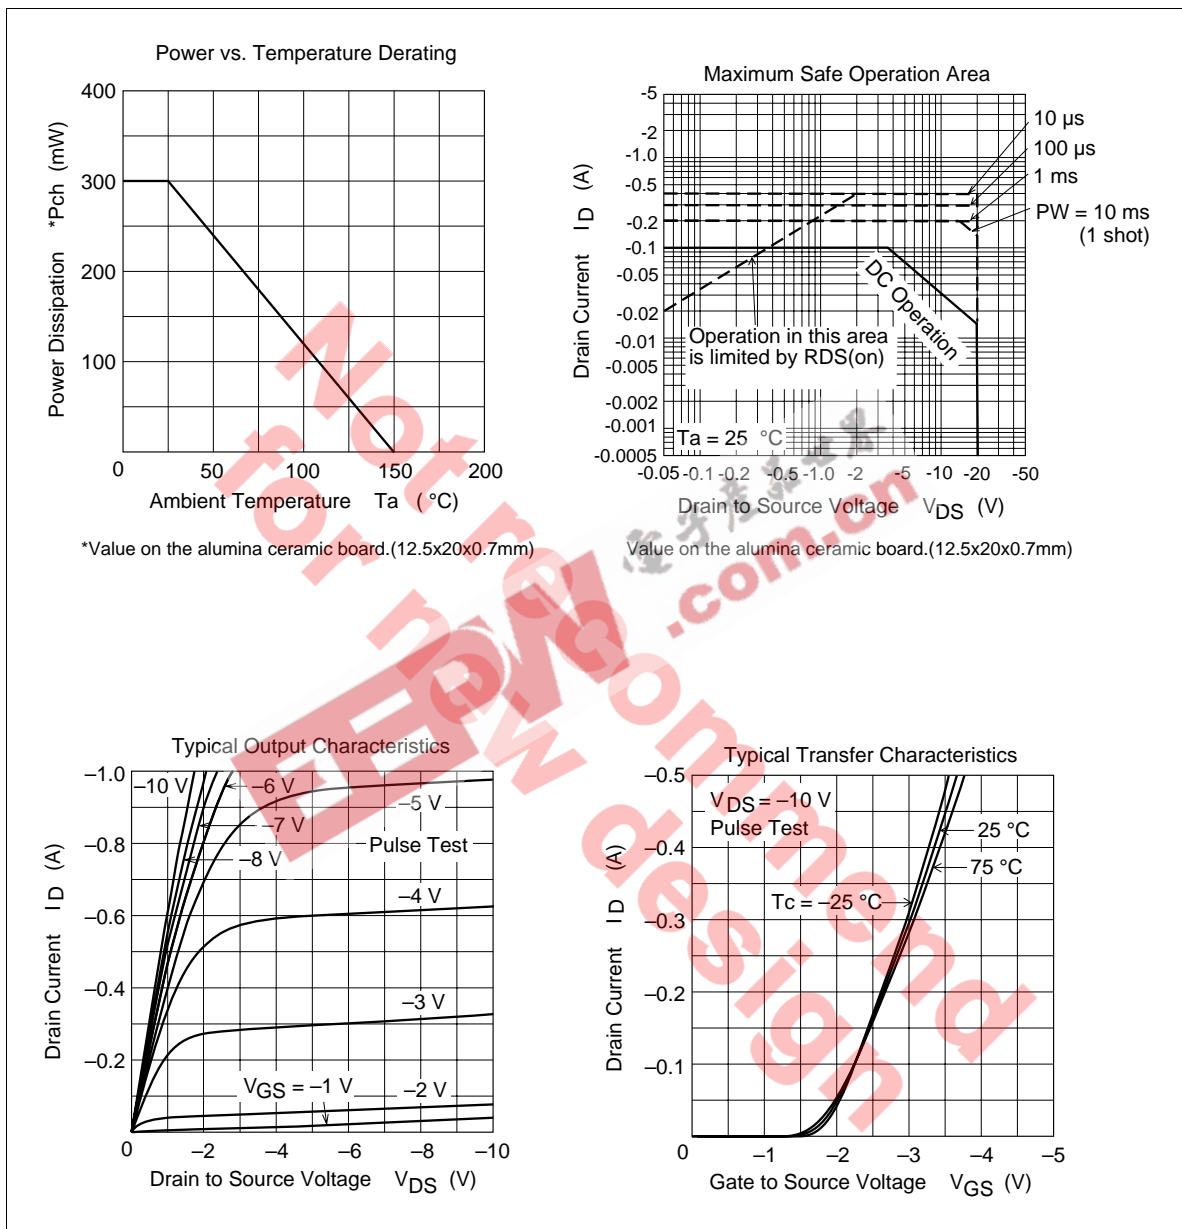 Power vs. Temperature Derating
400
300
200
100
Power Dissipation *Pch (mW)
0 50 100 150 200
Ambient Temperature Ta ( °C)
*Value on the alumina ceramic board.(12.5x20x0.7mm)
Maximum Safe Operation Area
-5
-2
-1.0
-0.5
-0.2
-0.1
-0.05
-0.02
-0.01
-0.005
-0.002
-0.001
-0.0005
Drain Current I D (A)
10 µs
100 µs
1 ms
PW = 10 ms
(1 shot)
DC Operation
Operation in this area
is limited by RDS(on)
Ta = 25 °C
-0.05 -0.1 -0.2 -0.5 -1.0 -2 -5 -10 -20 -50
Drain to Source Voltage VDS (V)
Value on the alumina ceramic board.(12.5x20x0.7mm)
Typical Output Characteristics
–1.0
–0.8
–0.6
–0.4
–0.2
Drain Current I D (A)
–10 V
–6 V
–7 V
–8 V
–5 V
Pulse Test
–4 V
–3 V
VGS = –1 V
–2 V
0 –2 –4 –6 –8 –10
Drain to Source Voltage VDS (V)
Typical Transfer Characteristics
–0.5
–0.4
–0.3
–0.2
–0.1
Drain Current I D (A)
V DS = –10 V
Pulse Test
25 °C
75 °C
Tc = –25 °C
0 –1 –2 –3 –4 –5
Gate to Source Voltage VGS (V)
Not recommend
for new design
EEPW
電子產品世界
.com.cn